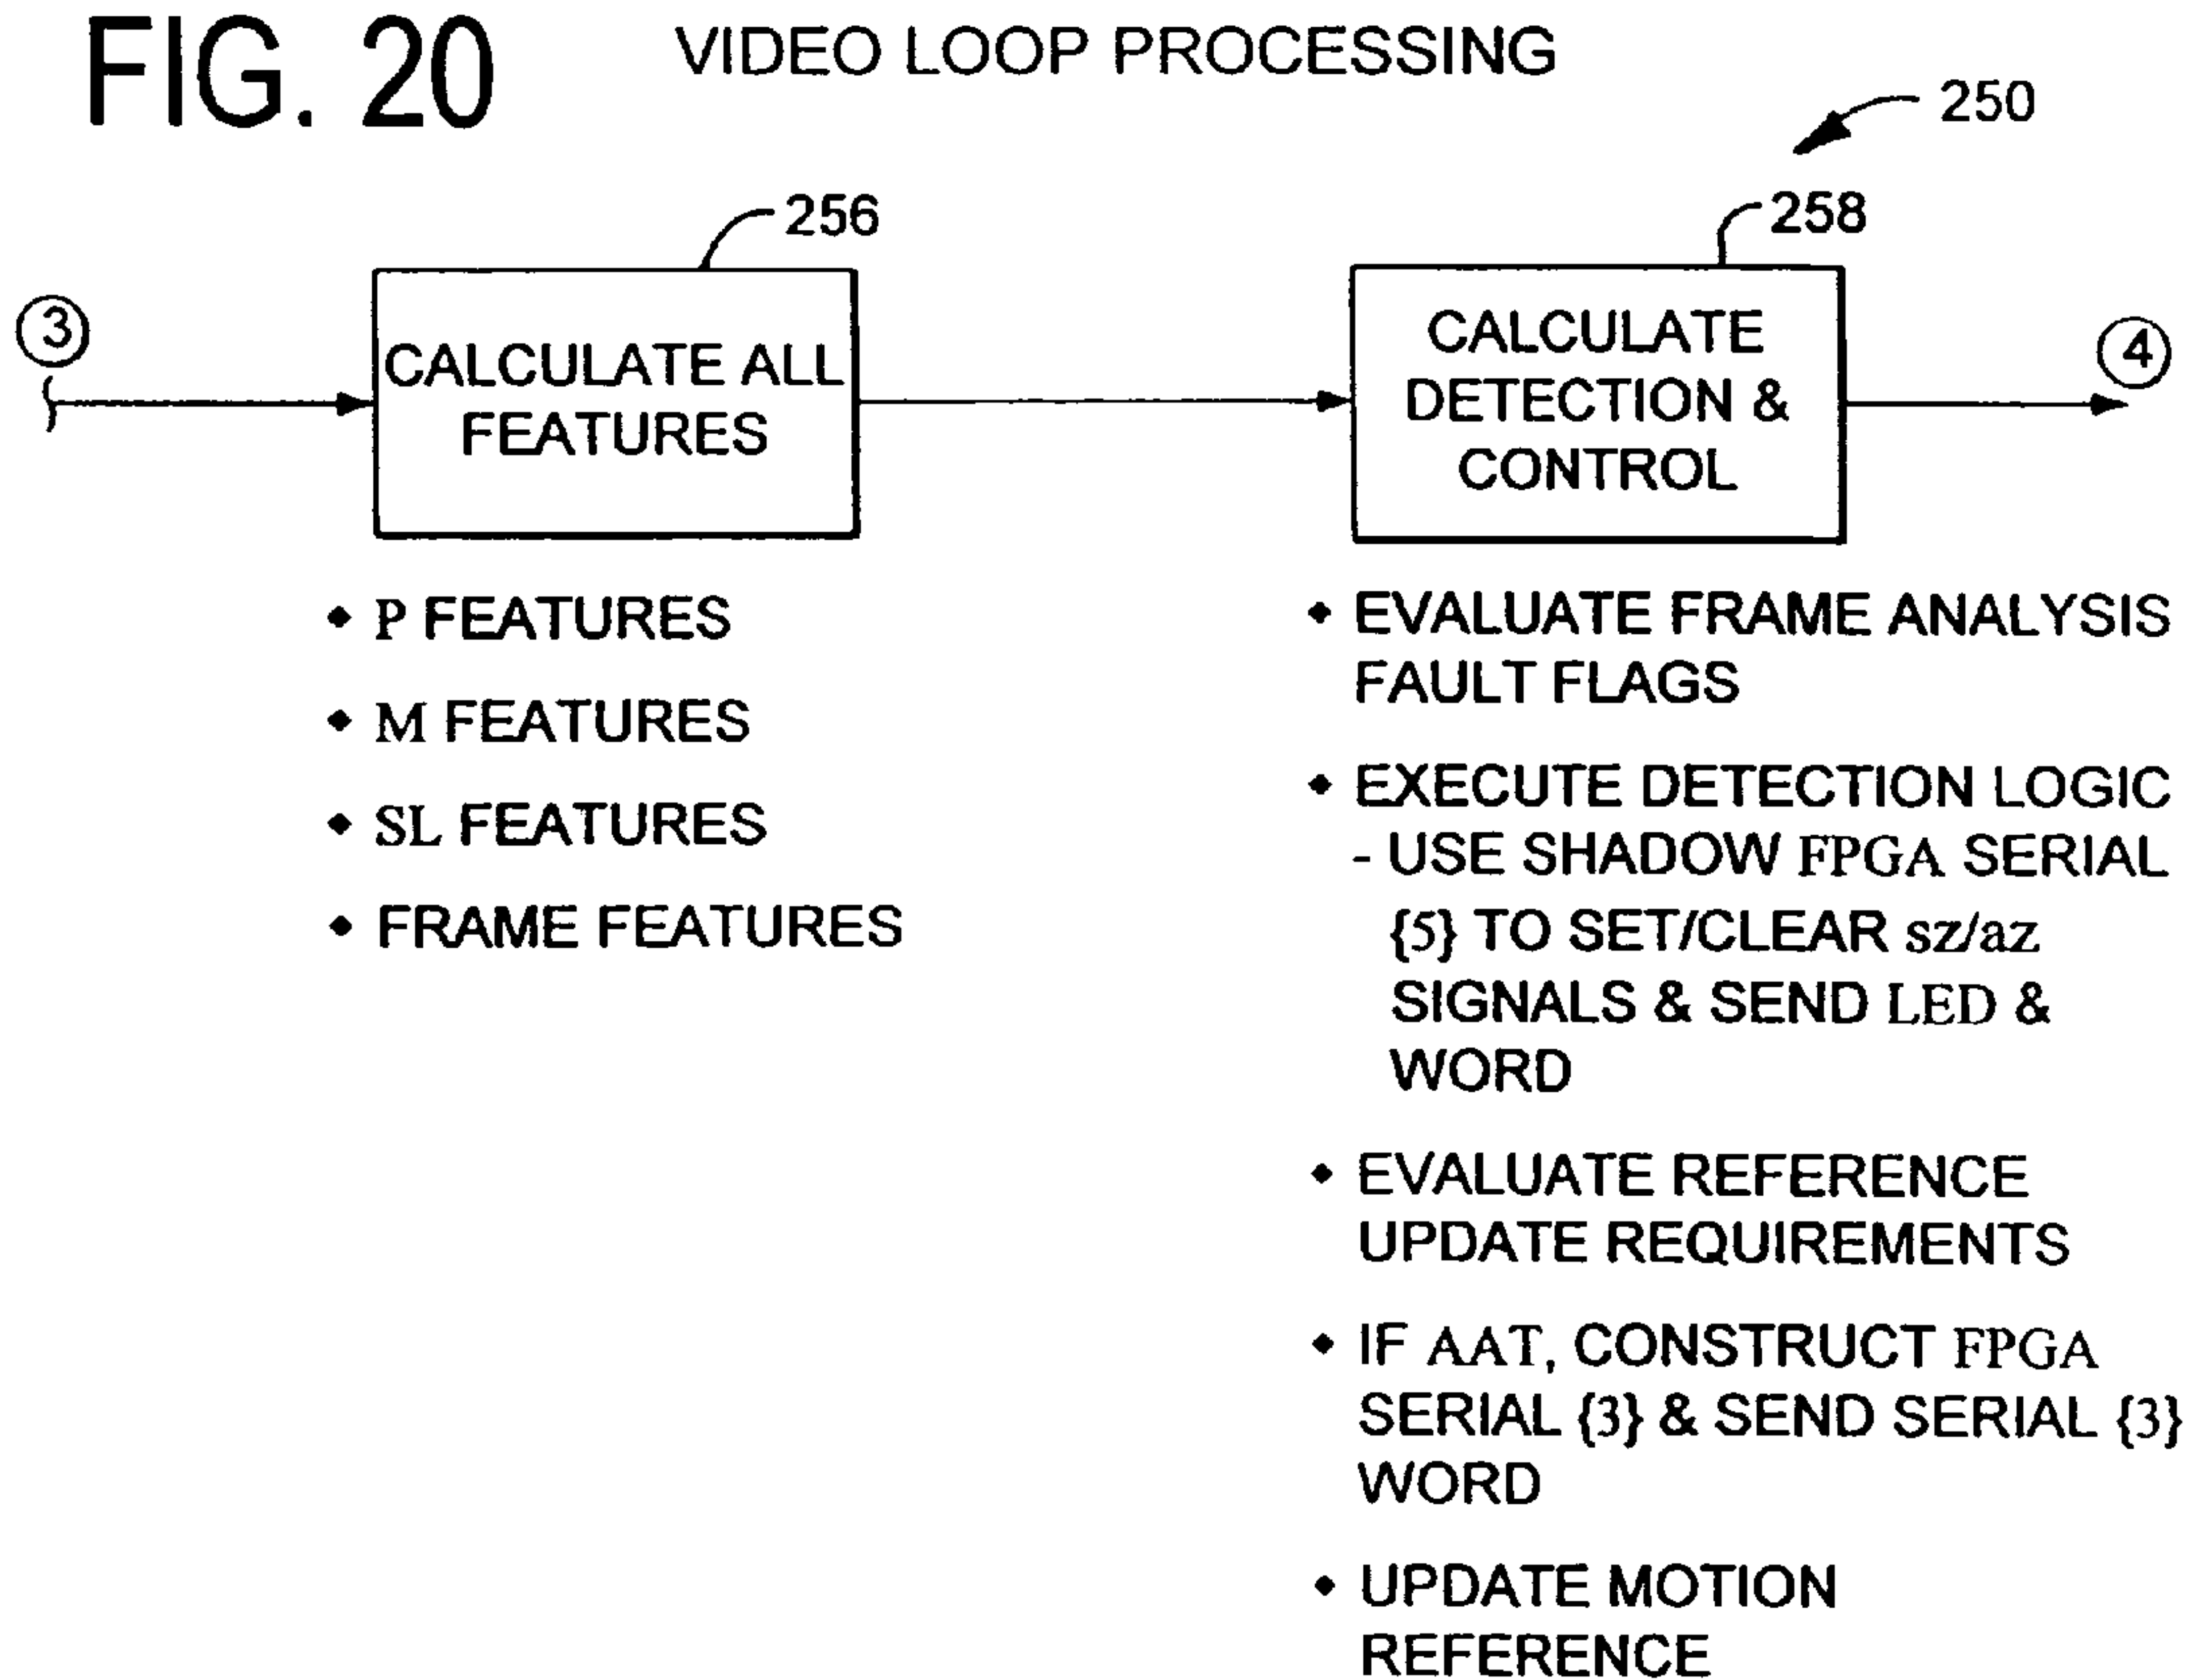 FIG. 20
VIDEO LOOP PROCESSING
250
256
258
3
CALCULATE ALL
FEATURES
CALCULATE
DETECTION &
CONTROL
4
◆ P FEATURES
◆ M FEATURES
◆ SL FEATURES
◆ FRAME FEATURES
◆ EVALUATE FRAME ANALYSIS
FAULT FLAGS
◆ EXECUTE DETECTION LOGIC
- USE SHADOW FPGA SERIAL
{5} TO SET/CLEAR sz/az
SIGNALS & SEND LED &
WORD
◆ EVALUATE REFERENCE
UPDATE REQUIREMENTS
◆ IF AAT, CONSTRUCT FPGA
SERIAL {3} & SEND SERIAL {3}
WORD
◆ UPDATE MOTION
REFERENCE